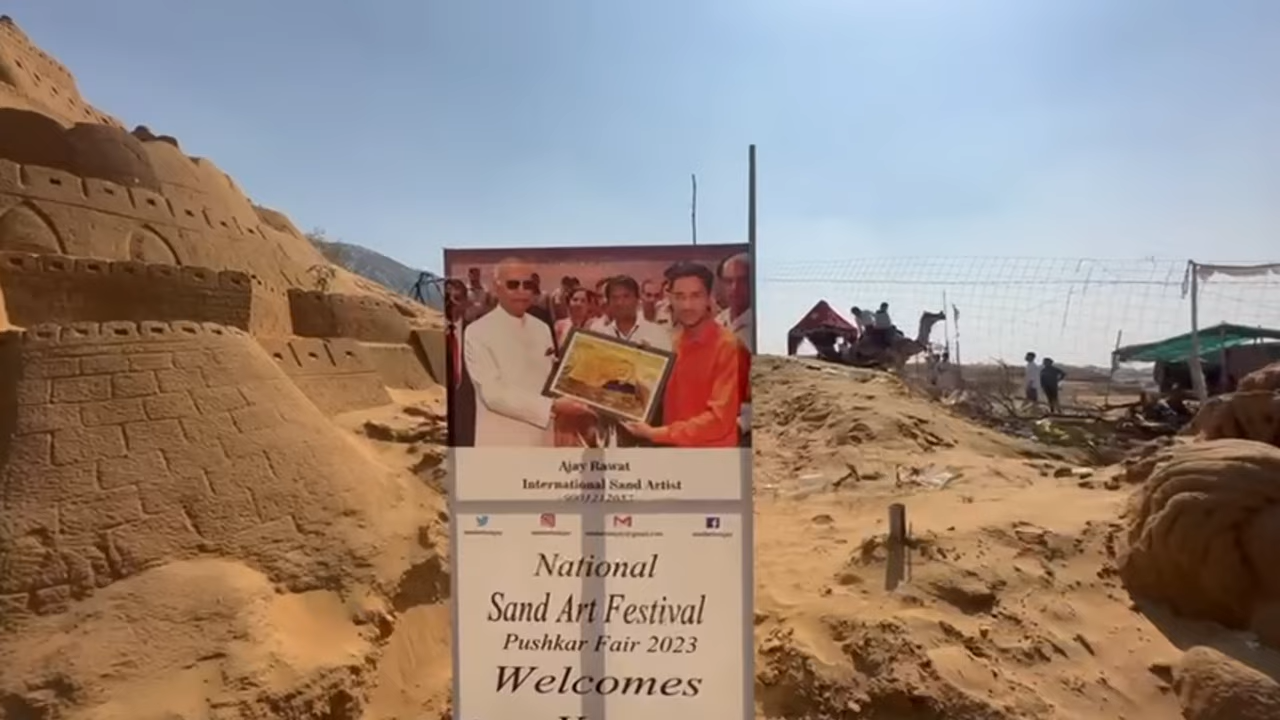 Ajay Rawat
International Sand Artist
National
Sand Art Festival
Pushkar Fair 2023
Welcomes